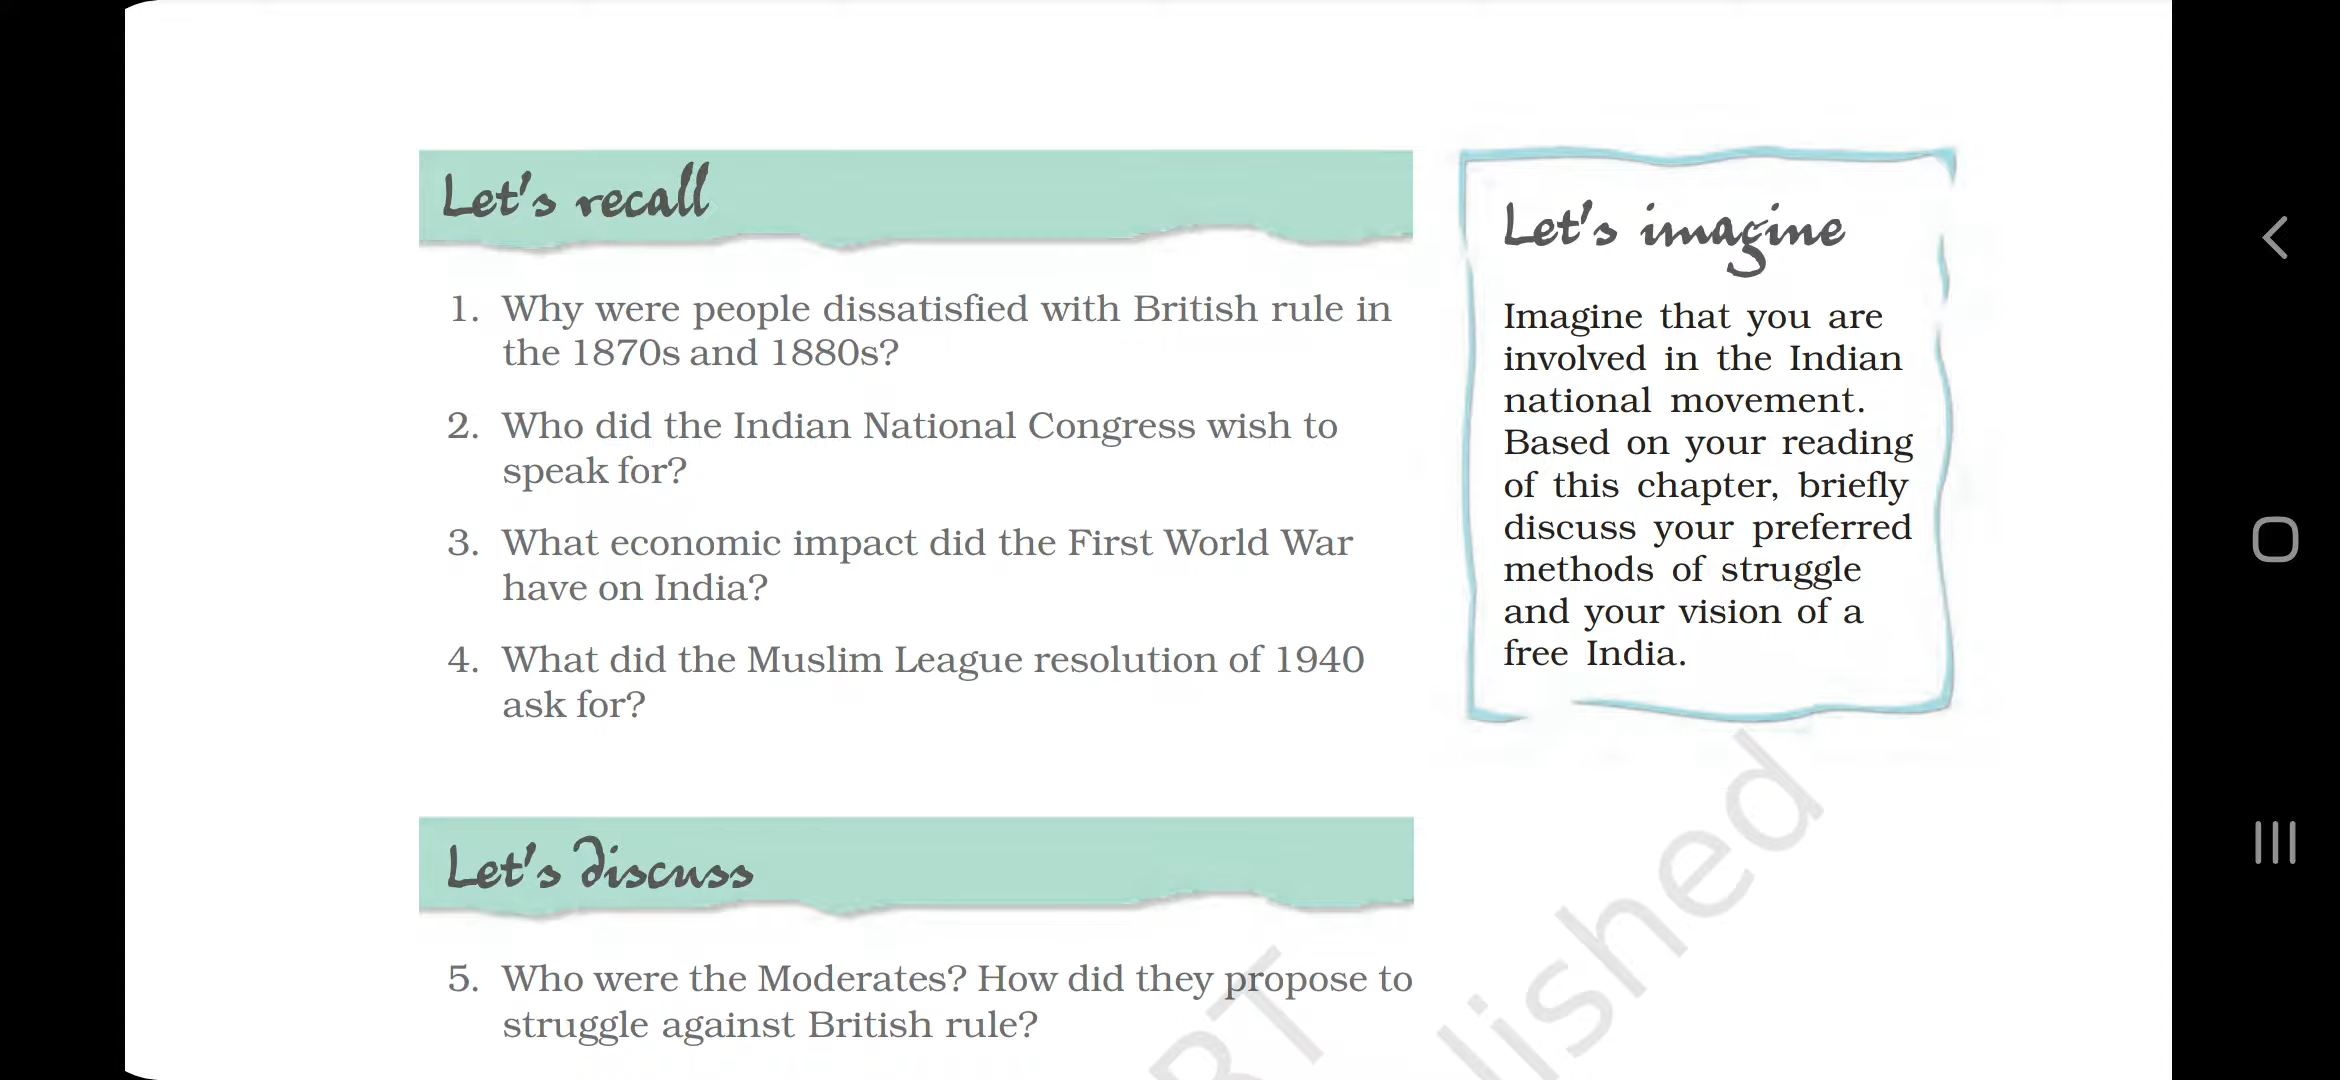 Let's recall
1. Why were people dissatisfied with British rule in
the 1870s and 1880s?
2. Who did the Indian National Congress wish to
speak for?
3. What economic impact did the First World War
have on India?
4. What did the Muslim League resolution of 1940
ask for?
Let's imagine
Imagine that you are
involved in the Indian
national movement.
Based on your reading
of this chapter, briefly
discuss your preferred
methods of struggle
and your vision of a
free India.
Let's discuss
5. Who were the Moderates? How did they propose to
struggle against British rule?
RT
lished